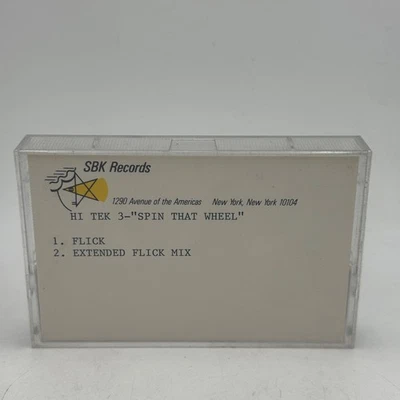 SBK Records
1290 Avenue of the Americas New York, New York 10104
HI TEK 3-"SPIN THAT WHEEL"
1. FLICK
2. EXTENDED FLICK MIX